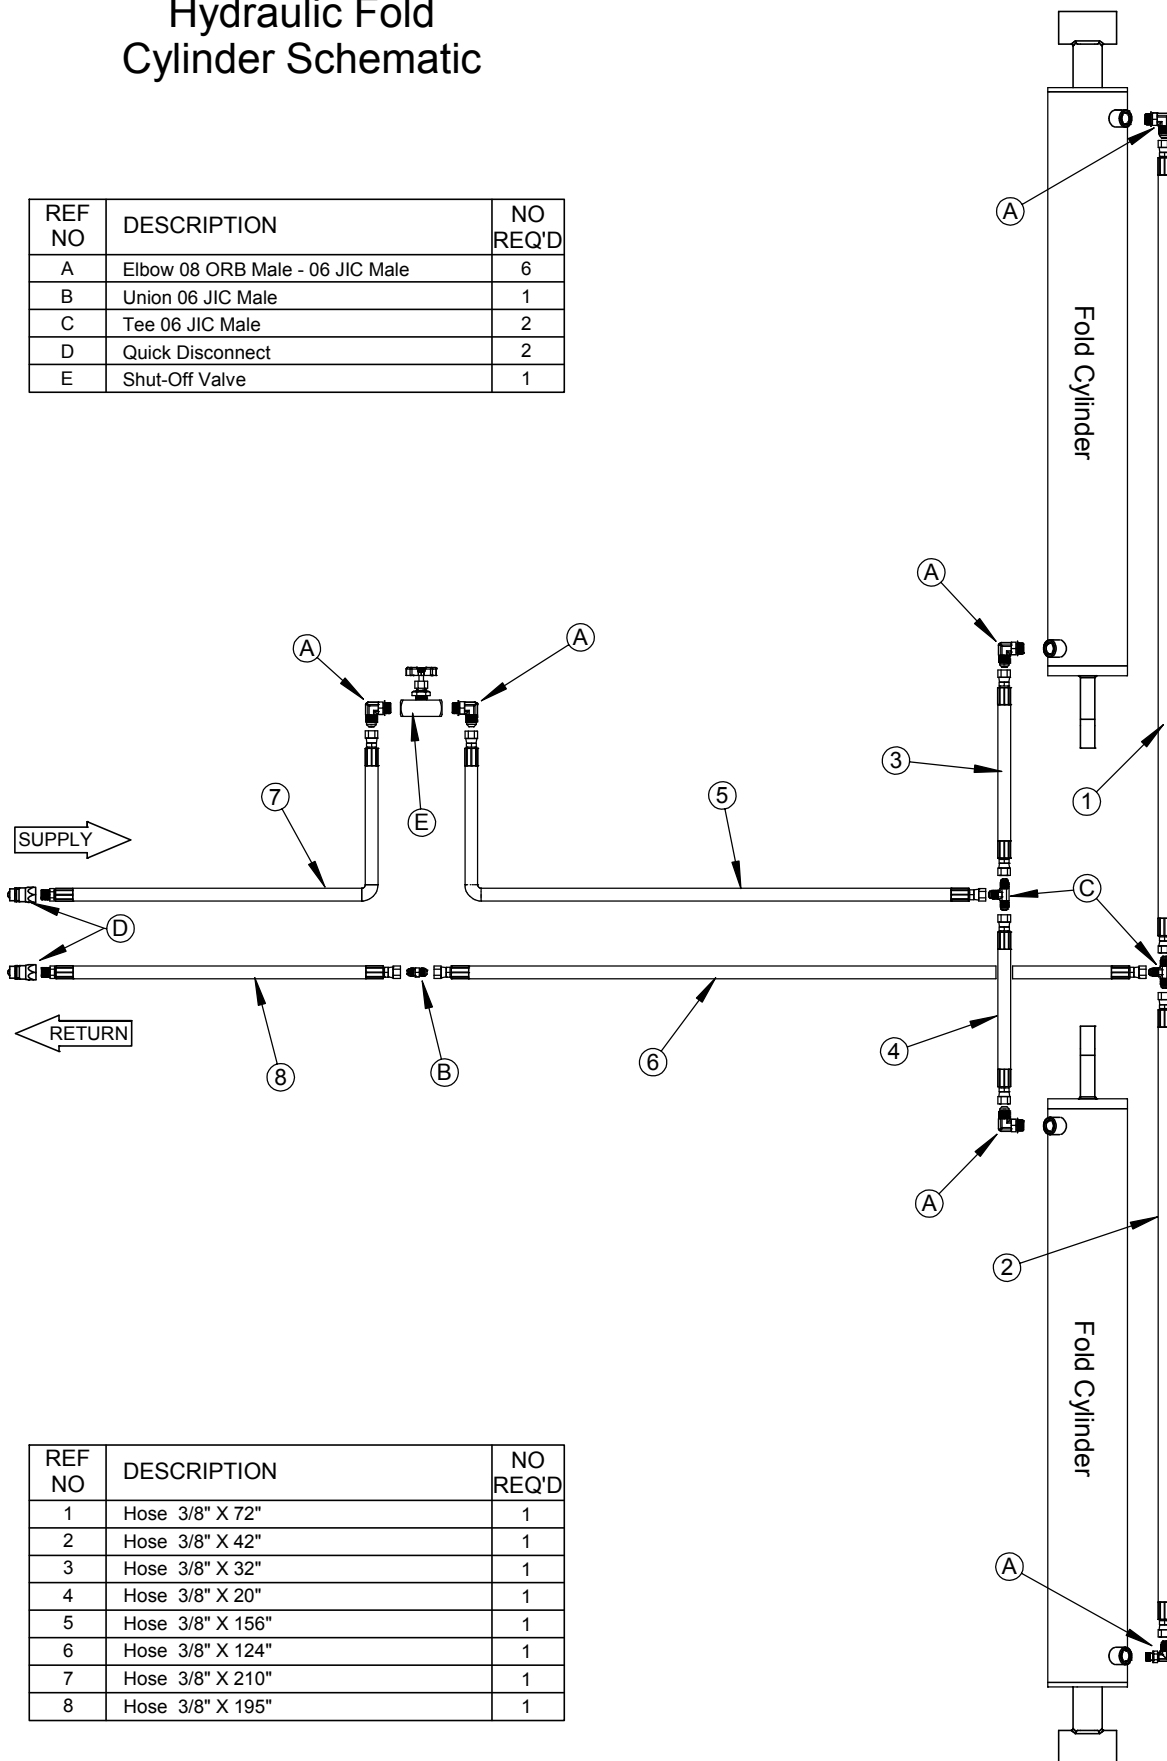 Hydraulic Fold
Cylinder Schematic
REF NO DESCRIPTION NO REQ'D
A Elbow 08 ORB Male - 06 JIC Male 6
B Union 06 JIC Male 1
C Tee 06 JIC Male 2
D Quick Disconnect 2
E Shut-Off Valve 1
A
Fold Cylinder
A
A
A
3
7
5
1
E
SUPPLY
C
D
RETURN
4
6
8
B
A
2
Fold Cylinder
A
REF NO DESCRIPTION NO REQ'D
1 Hose 3/8" X 72" 1
2 Hose 3/8" X 42" 1
3 Hose 3/8" X 32" 1
4 Hose 3/8" X 20" 1
5 Hose 3/8" X 156" 1
6 Hose 3/8" X 124" 1
7 Hose 3/8" X 210" 1
8 Hose 3/8" X 195" 1